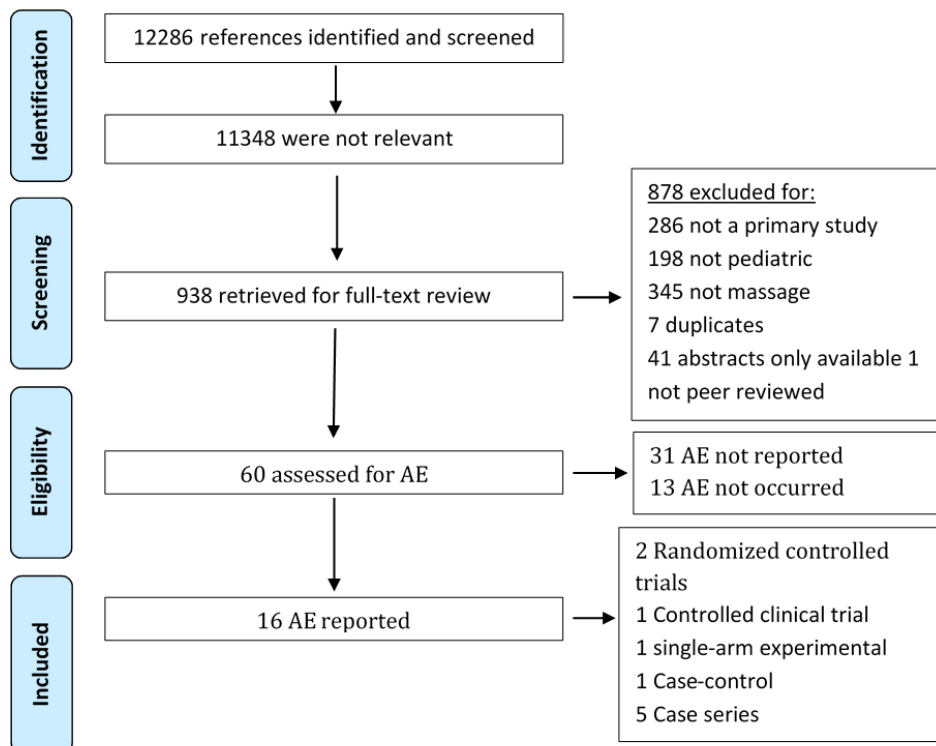 Identification
12286 references identified and screened
11348 were not relevant
Screening
938 retrieved for full-text review
878 excluded for:
286 not a primary study
198 not pediatric
345 not massage
7 duplicates
41 abstracts only available 1
not peer reviewed
Eligibility
60 assessed for AE
31 AE not reported
13 AE not occurred
Included
16 AE reported
2 Randomized controlled
trials
1 Controlled clinical trial
1 single-arm experimental
1 Case-control
5 Case series